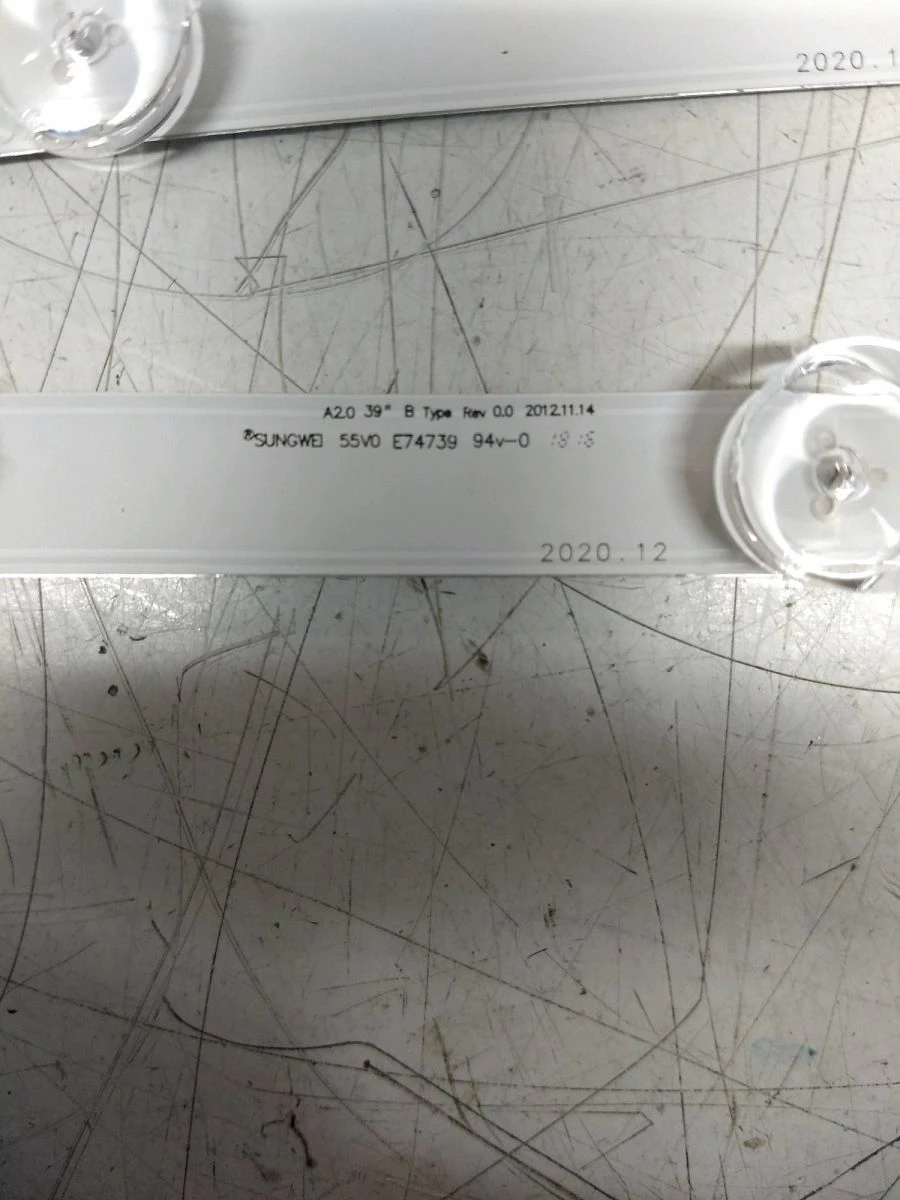 2020.1
A2.0 39" B Type Rev 0.0 2012.11.14
®SUNGWEI 55V0 E74739 94v-0
2020.12